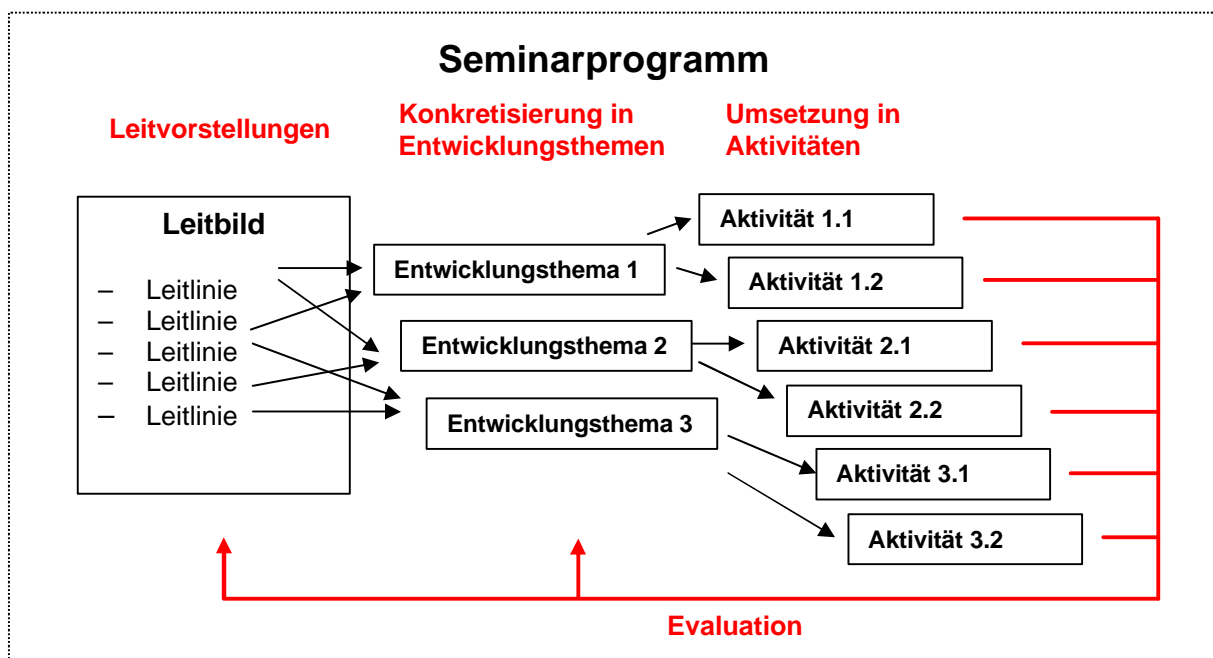 Seminarprogramm
Leitvorstellungen
Konkretisierung in
Entwicklungsthemen
Umsetzung in
Aktivitäten
Leitbild
– Leitlinie
– Leitlinie
– Leitlinie
– Leitlinie
– Leitlinie
Entwicklungsthema 1
Entwicklungsthema 2
Entwicklungsthema 3
Aktivität 1.1
Aktivität 1.2
Aktivität 2.1
Aktivität 2.2
Aktivität 3.1
Aktivität 3.2
Evaluation